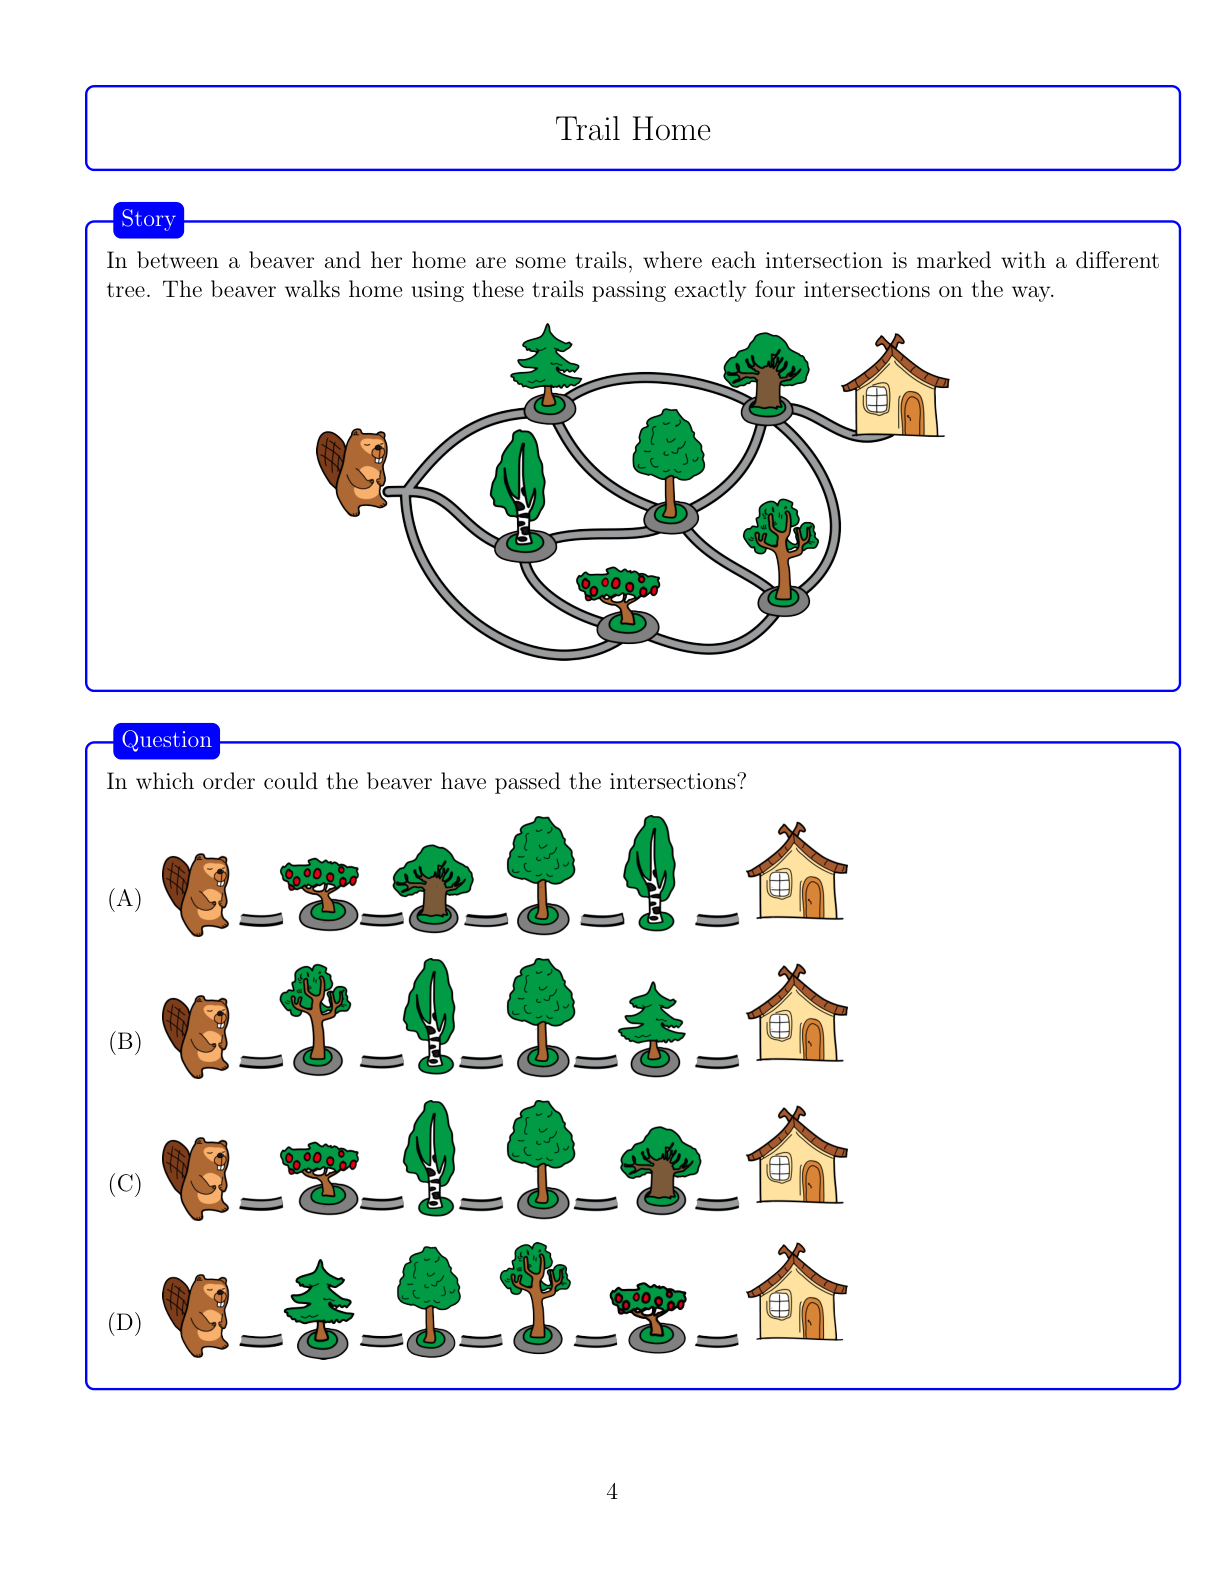 Trail Home
Story
In between a beaver and her home are some trails, where each intersection is marked with a different
tree. The beaver walks home using these trails passing exactly four intersections on the way.
Question
In which order could the beaver have passed the intersections?
(A)
(B)
(C)
(D)
4